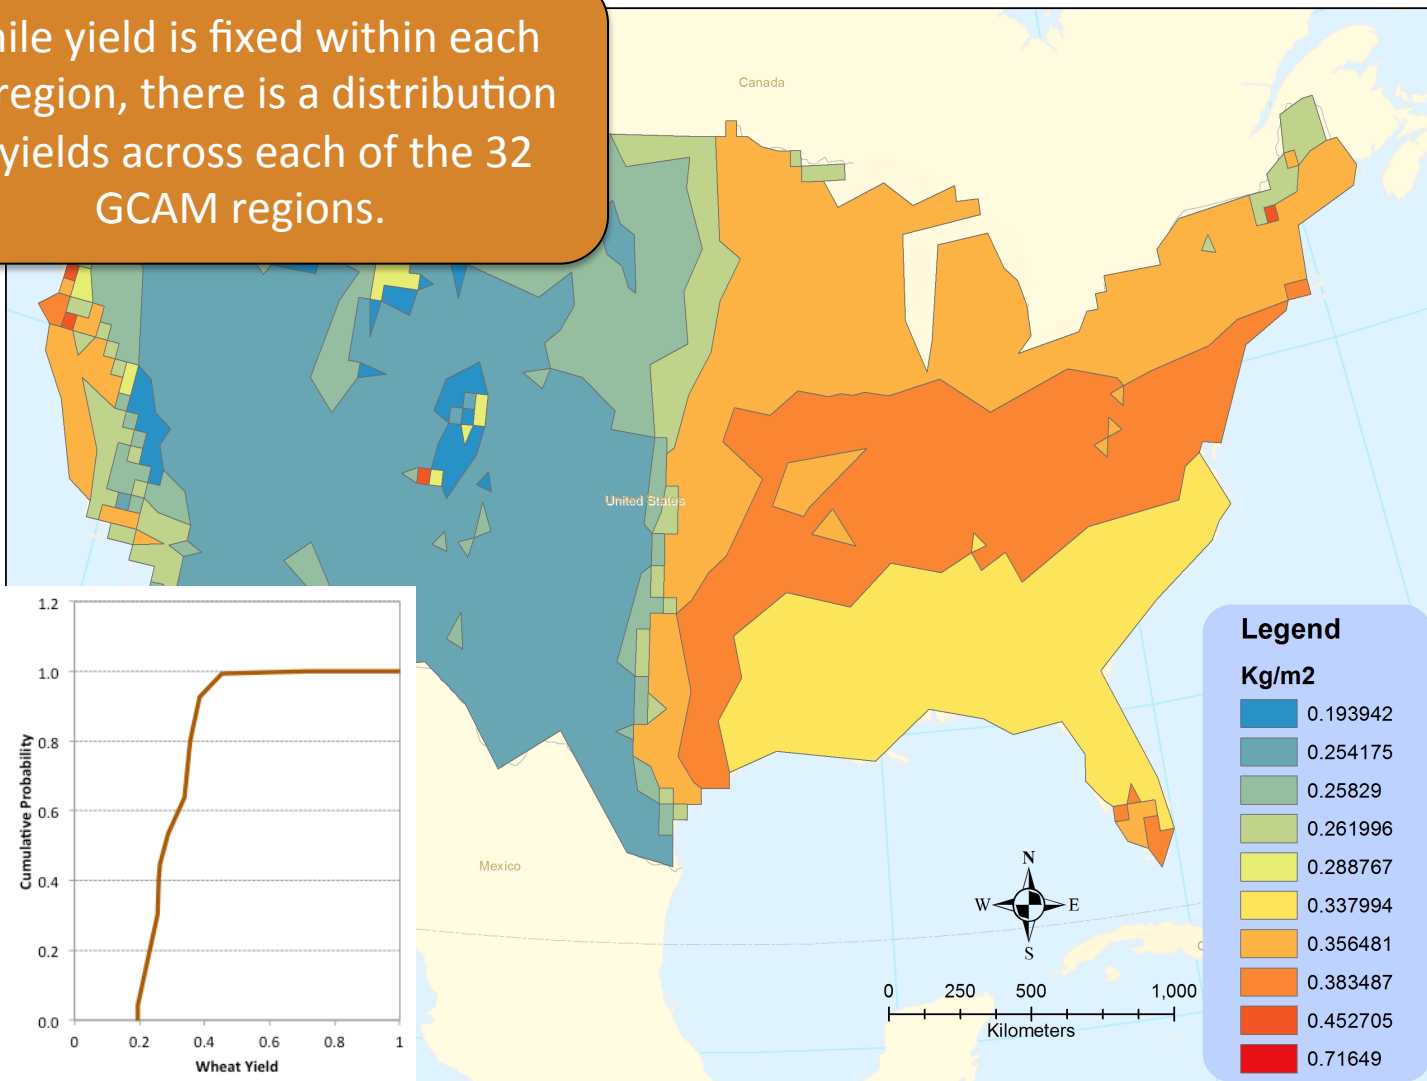 yield is fixed within each
region, there is a distribution
yields across each of the 32
GCAM regions.
Canada
United States
Mexico
1.2
1.0
0.8
0.6
0.4
0.2
0.0
0 0.2 0.4 0.6 0.8 1
Cumulative Probability
Wheat Yield
N
W E
S
0 250 500 1,000
Kilometers
Legend
Kg/m2
0.193942
0.254175
0.25829
0.261996
0.288767
0.337994
0.356481
0.383487
0.452705
0.71649